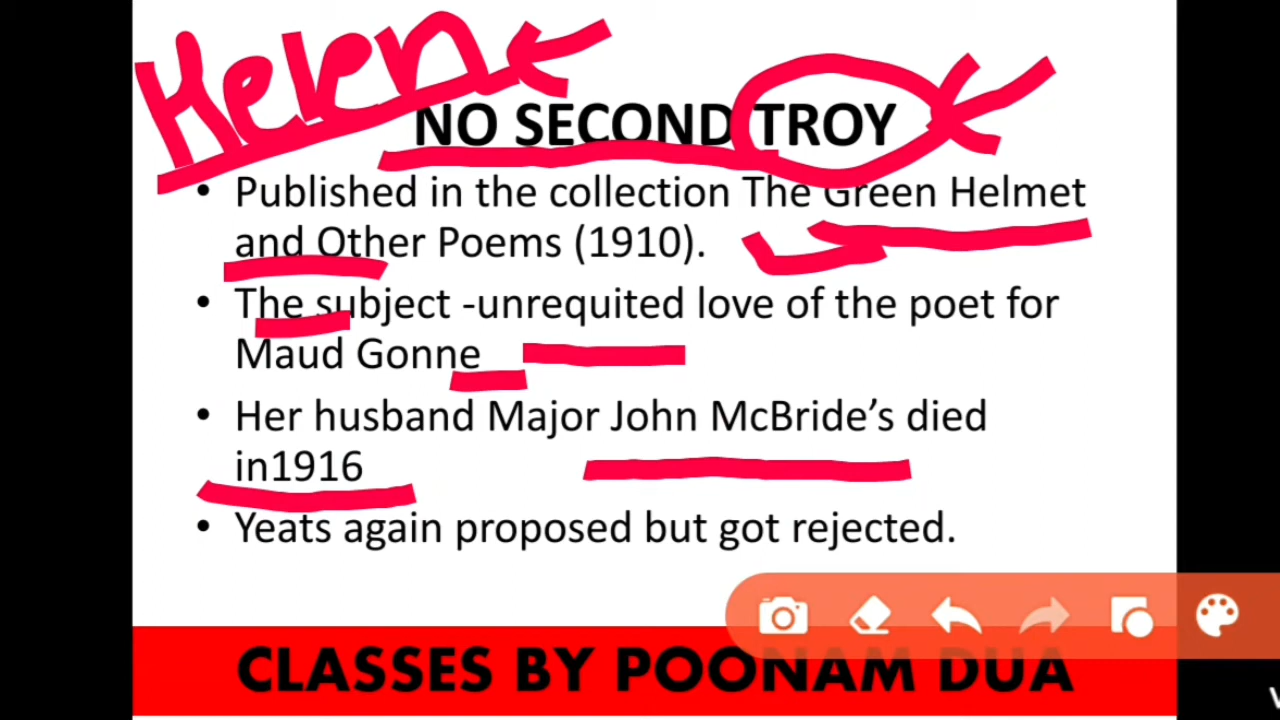 Helen
NO SECOND TROY
• Published in the collection The Green Helmet
and Other Poems (1910).
• The subject -unrequited love of the poet for
Maud Gonne
• Her husband Major John McBride’s died
in1916
• Yeats again proposed but got rejected.
CLASSES BY POONAM DUA